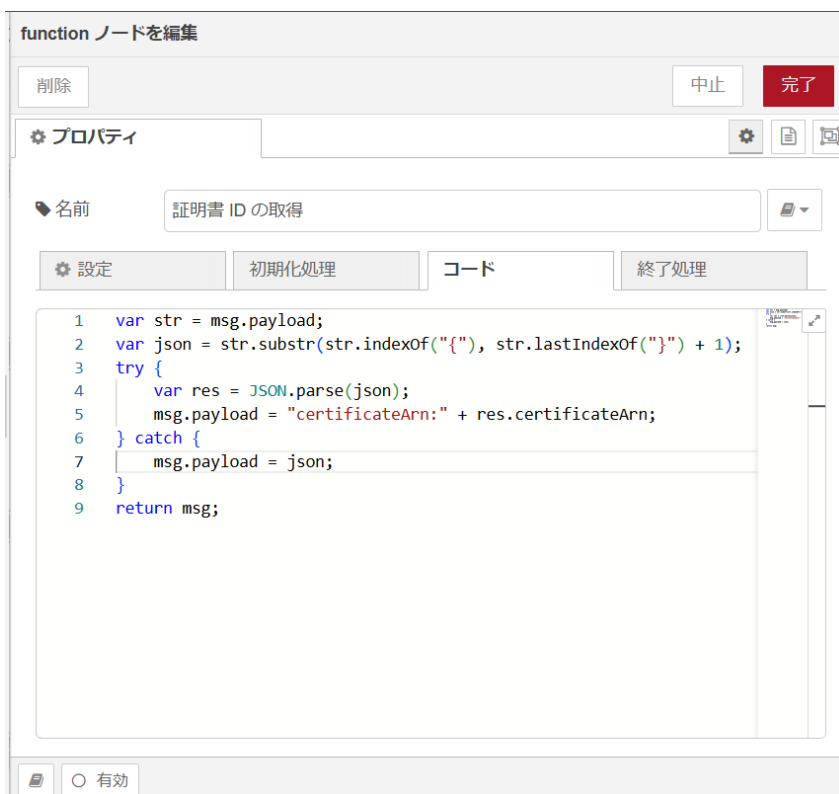 function ノードを編集
削除
中止
完了
プロパティ
名前
証明書 ID の取得
設定
初期化処理
コード
終了処理
1 var str = msg.payload;
2 var json = str.substr(str.indexOf("{"), str.lastIndexOf("}") + 1);
3 try {
4     var res = JSON.parse(json);
5     msg.payload = "certificateArn:" + res.certificateArn;
6 } catch {
7     msg.payload = json;
8 }
9 return msg;
有効